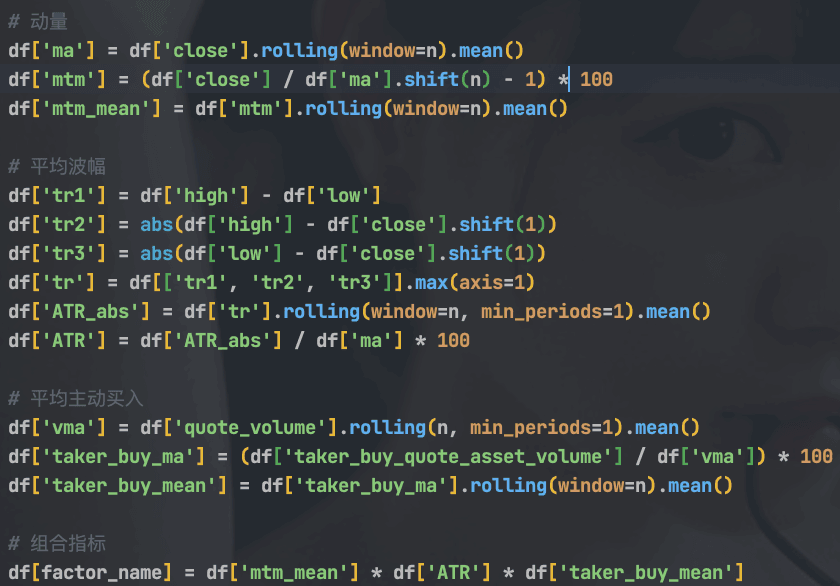 # 动量
df['ma'] = df['close'].rolling(window=n).mean()
df['mtm'] = (df['close'] / df['ma'].shift(n) - 1) * 100
df['mtm_mean'] = df['mtm'].rolling(window=n).mean()
# 平均波幅
df['tr1'] = df['high'] - df['low']
df['tr2'] = abs(df['high'] - df['close'].shift(1))
df['tr3'] = abs(df['low'] - df['close'].shift(1))
df['tr'] = df[['tr1', 'tr2', 'tr3']].max(axis=1)
df['ATR_abs'] = df['tr'].rolling(window=n, min_periods=1).mean()
df['ATR'] = df['ATR_abs'] / df['ma'] * 100
# 平均主动买入
df['vma'] = df['quote_volume'].rolling(n, min_periods=1).mean()
df['taker_buy_ma'] = (df['taker_buy_quote_asset_volume'] / df['vma']) * 100
df['taker_buy_mean'] = df['taker_buy_ma'].rolling(window=n).mean()
# 组合指标
df[factor_name] = df['mtm_mean'] * df['ATR'] * df['taker_buy_mean']